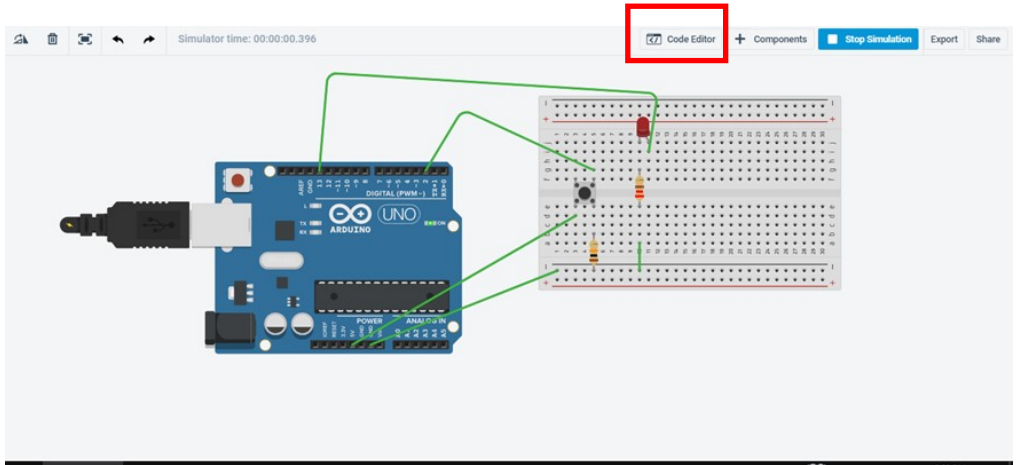 Simulator time: 00:00:00.396
Code Editor
Components
Stop Simulation
Export
Share
AREF
GND
13
12
~11
~10
~9
8
7
~6
~5
4
~3
2
TX→1
RX←0
DIGITAL (PWM~)
L
TX
RX
UNO
ON
ARDUINO
POWER
ANALOG IN
IOREF
RESET
3.3V
5V
GND
GND
A0
A1
A2
A3
A4
A5